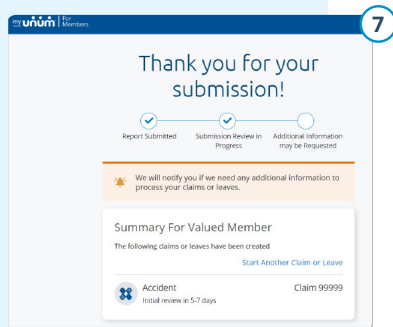 my unum | For Members
7
Thank you for your
submission!
Report Submitted
Submission Review in
Progress
Additional Information
may be Requested
We will notify you if we need any additional information to
process your claims or leaves.
Summary For Valued Member
The following claims or leaves have been created
Start Another Claim or Leave
Accident
Claim 99999
Initial review in 5-7 days